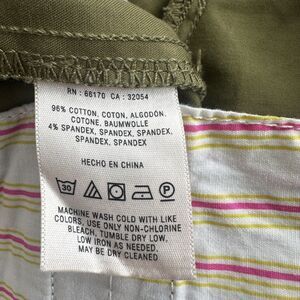 RN : 66170 CA : 32054
96% COTTON, COTON, ALGODÓN,
COTONE, BAUMWOLLE
4% SPANDEX, SPANDEX, SPANDEX,
SPANDEX, SPANDEX
HECHO EN CHINA
30 P
MACHINE WASH COLD WITH LIKE
COLORS, USE ONLY NON-CHLORINE
BLEACH, TUMBLE DRY LOW,
LOW IRON AS NEEDED,
MAY BE DRY CLEANED